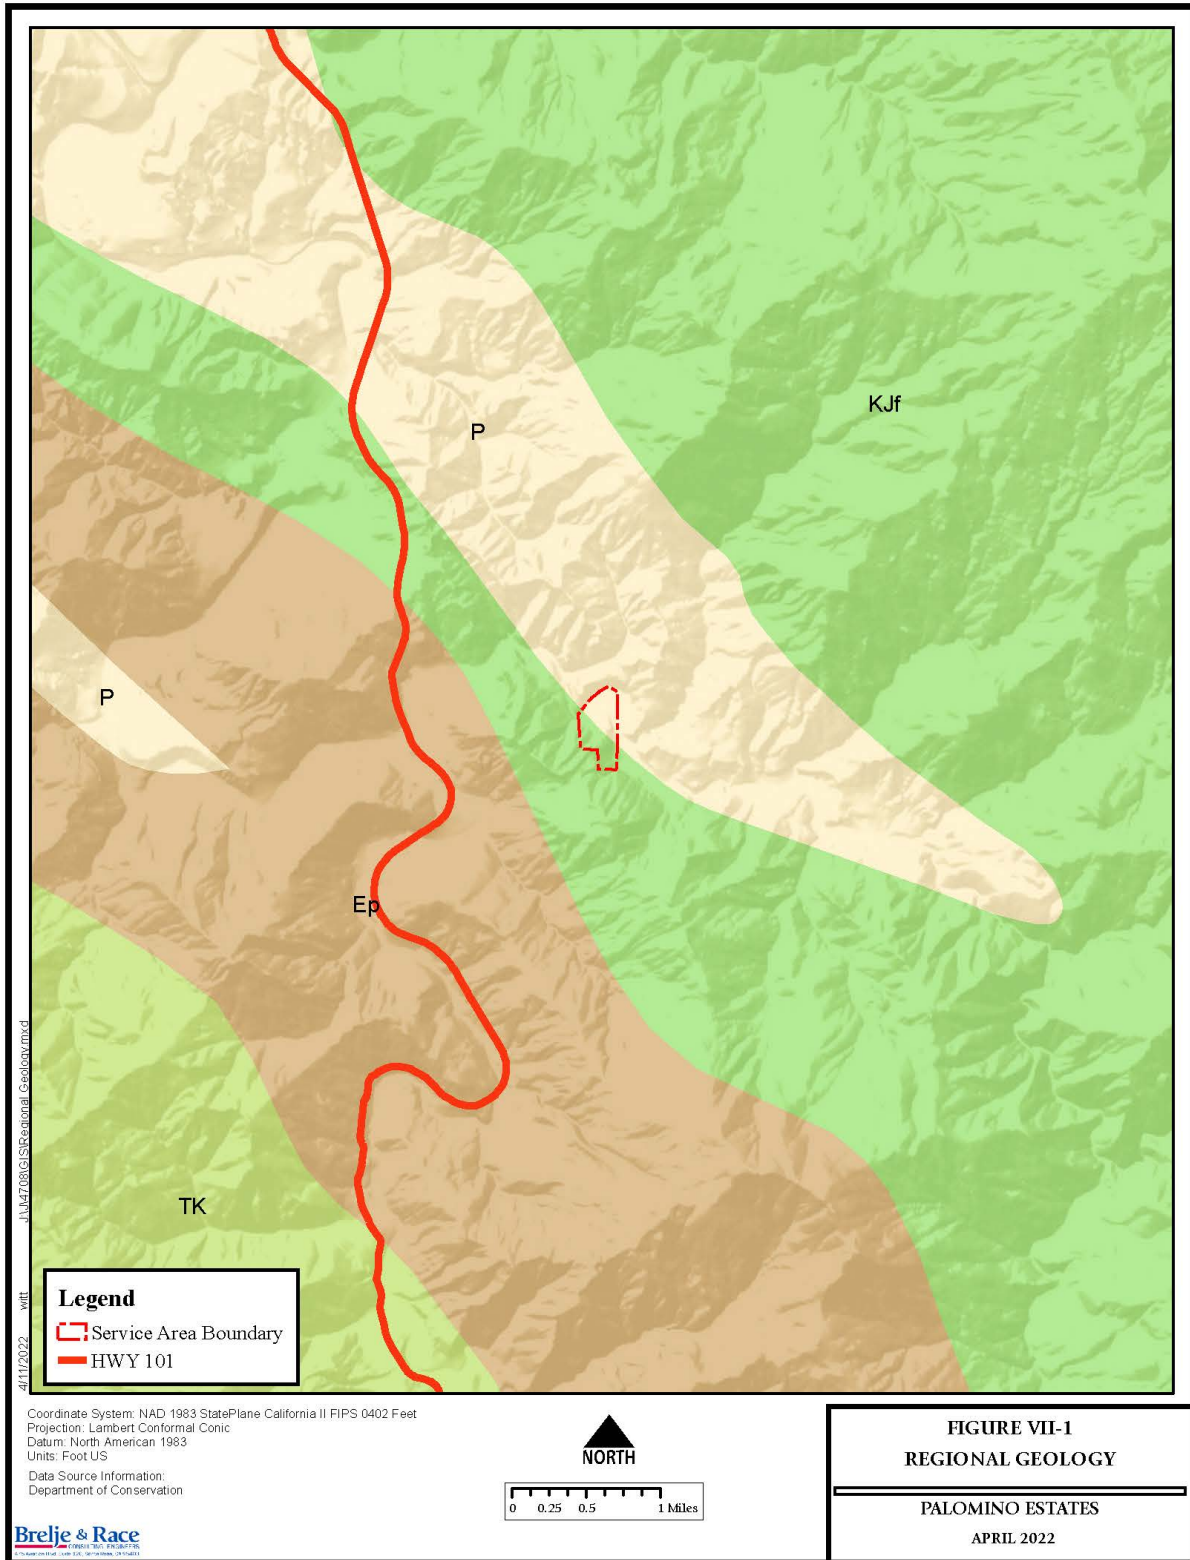 KJf
P
P
Ep
TK
Legend
Service Area Boundary
HWY 101
J:\J\4708\GIS\Regional Geology.mxd
witt
4/11/2022
Coordinate System: NAD 1983 StatePlane California II FIPS 0402 Feet
Projection: Lambert Conformal Conic
Datum: North American 1983
Units: Foot US
Data Source Information:
Department of Conservation
Brelje & Race
CONSULTING ENGINEERS
NORTH
0 0.25 0.5 1 Miles
FIGURE VII-1
REGIONAL GEOLOGY
PALOMINO ESTATES
APRIL 2022